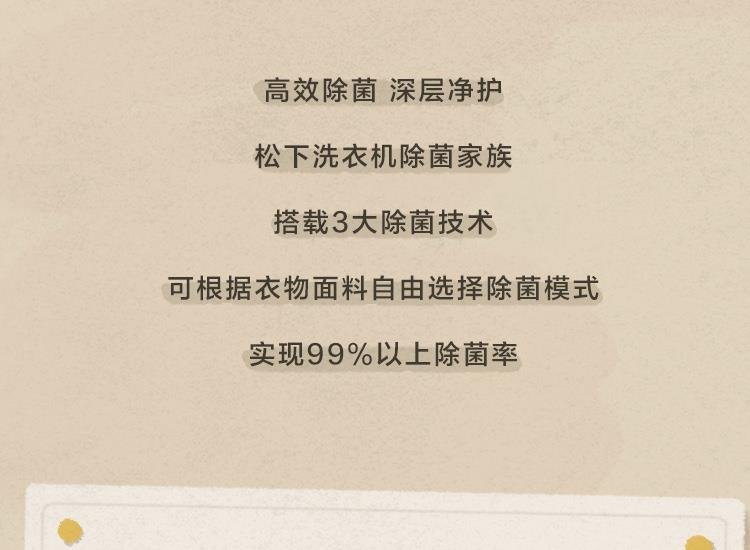 高效除菌 深层净护
松下洗衣机除菌家族
搭载3大除菌技术
可根据衣物面料自由选择除菌模式
实现99%以上除菌率